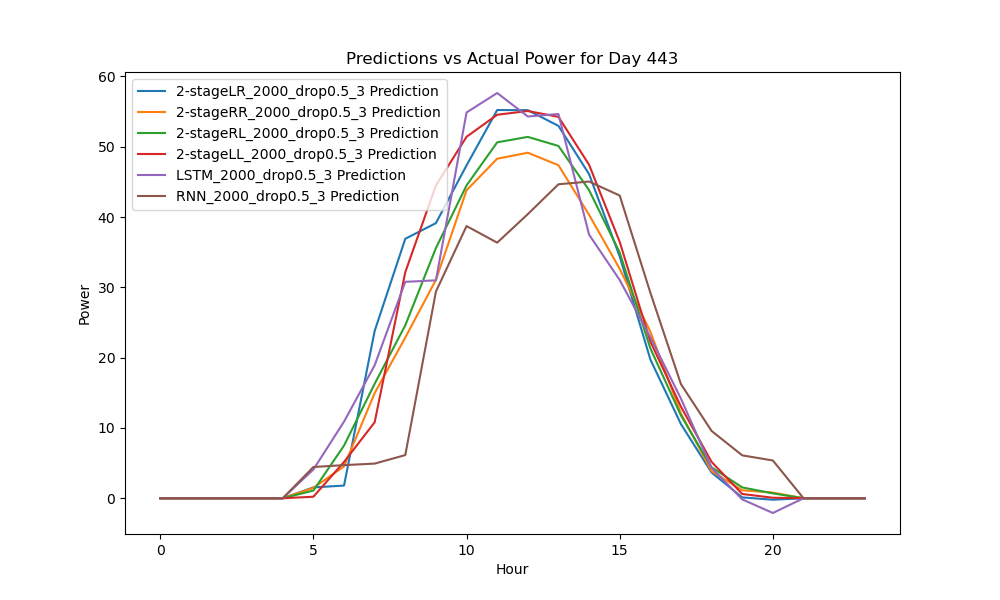 Predictions vs Actual Power for Day 443
60
50
40
30
20
10
0
Power
2-stageLR_2000_drop0.5_3 Prediction
2-stageRR_2000_drop0.5_3 Prediction
2-stageRL_2000_drop0.5_3 Prediction
2-stageLL_2000_drop0.5_3 Prediction
LSTM_2000_drop0.5_3 Prediction
RNN_2000_drop0.5_3 Prediction
0 5 10 15 20
Hour